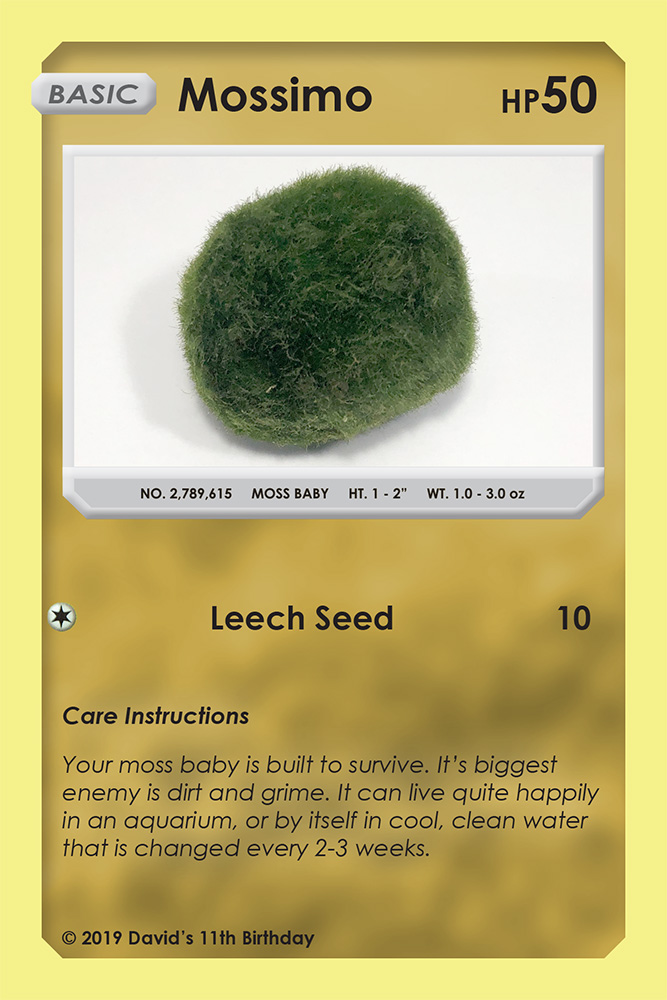 BASIC Mossimo HP50
NO. 2,789,615 MOSS BABY HT. 1 - 2" WT. 1.0 - 3.0 oz
Leech Seed 10
Care Instructions
Your moss baby is built to survive. It's biggest
enemy is dirt and grime. It can live quite happily
in an aquarium, or by itself in cool, clean water
that is changed every 2-3 weeks.
© 2019 David's 11th Birthday